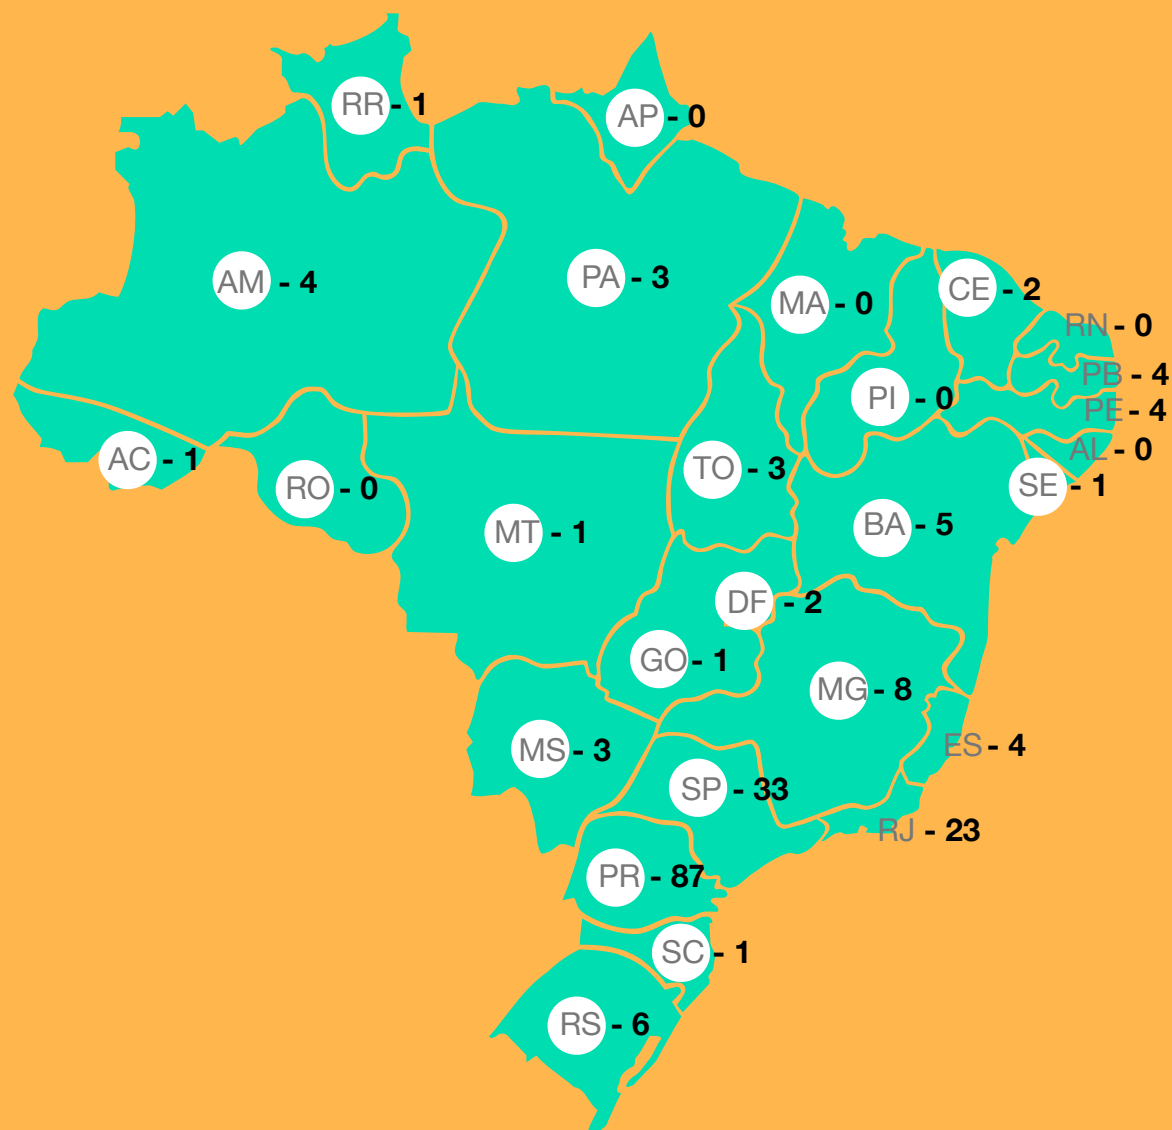 RR - 1
AP - 0
AM - 4
PA - 3
MA - 0
CE - 2
RN - 0
PB - 4
PI - 0
PE - 4
AL - 0
AC - 1
RO - 0
TO - 3
SE - 1
MT - 1
BA - 5
DF - 2
GO - 1
MG - 8
MS - 3
ES - 4
SP - 33
RJ - 23
PR - 87
SC - 1
RS - 6